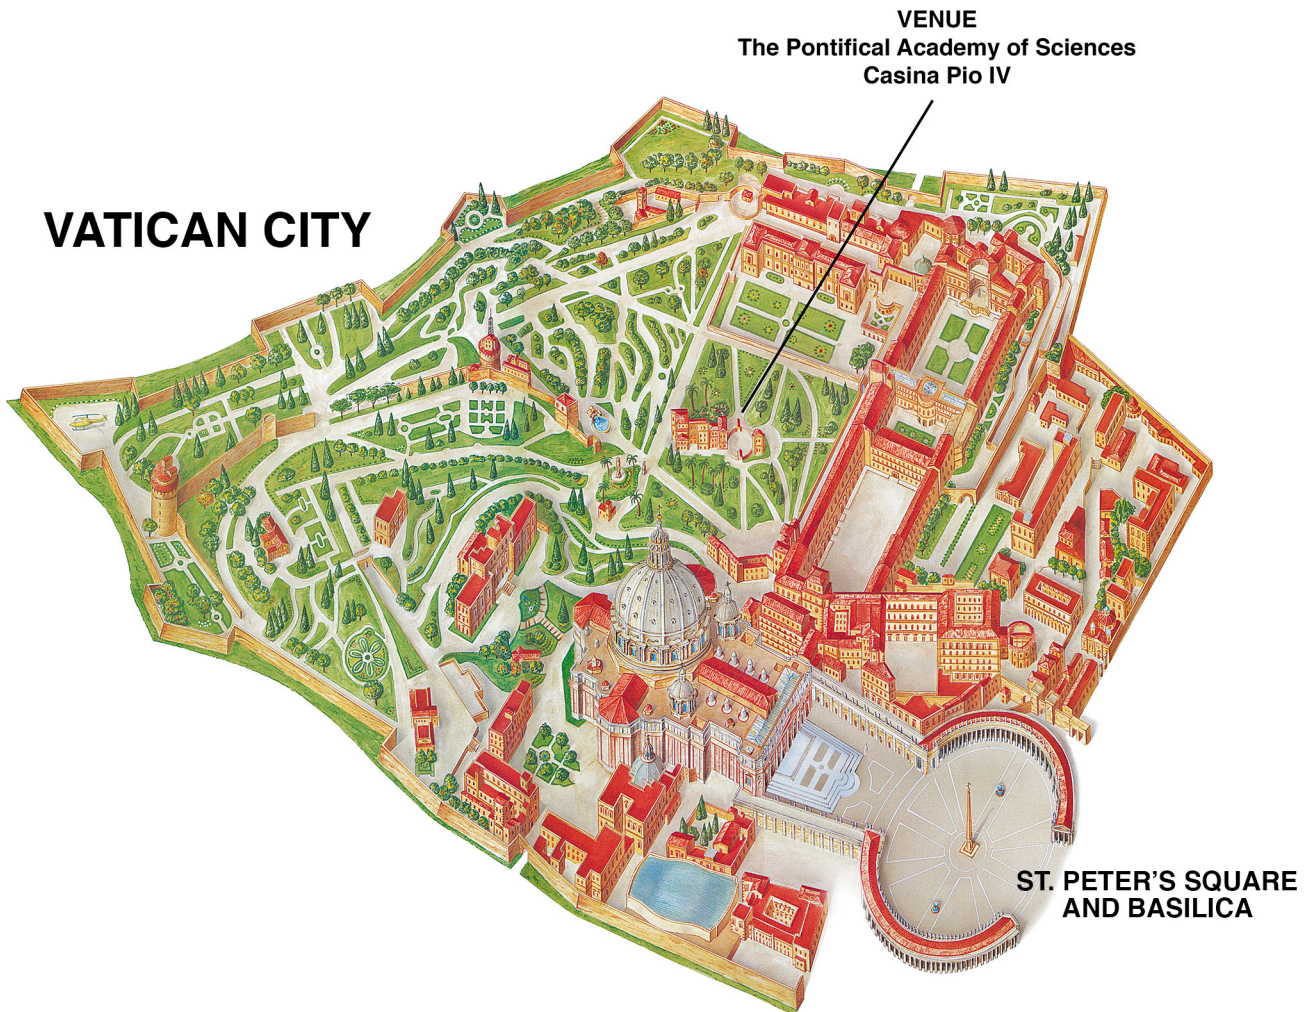 VENUE
The Pontifical Academy of Sciences
Casina Pio IV
VATICAN CITY
ST. PETER'S SQUARE
AND BASILICA